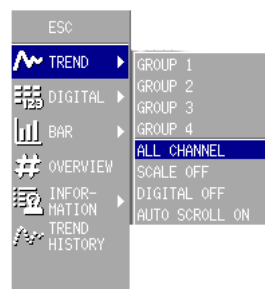 ESC
TREND
DIGITAL
123
BAR
OVERVIEW
INFOR-
MATION
TREND
HISTORY
GROUP 1
GROUP 2
GROUP 3
GROUP 4
ALL CHANNEL
SCALE OFF
DIGITAL OFF
AUTO SCROLL ON